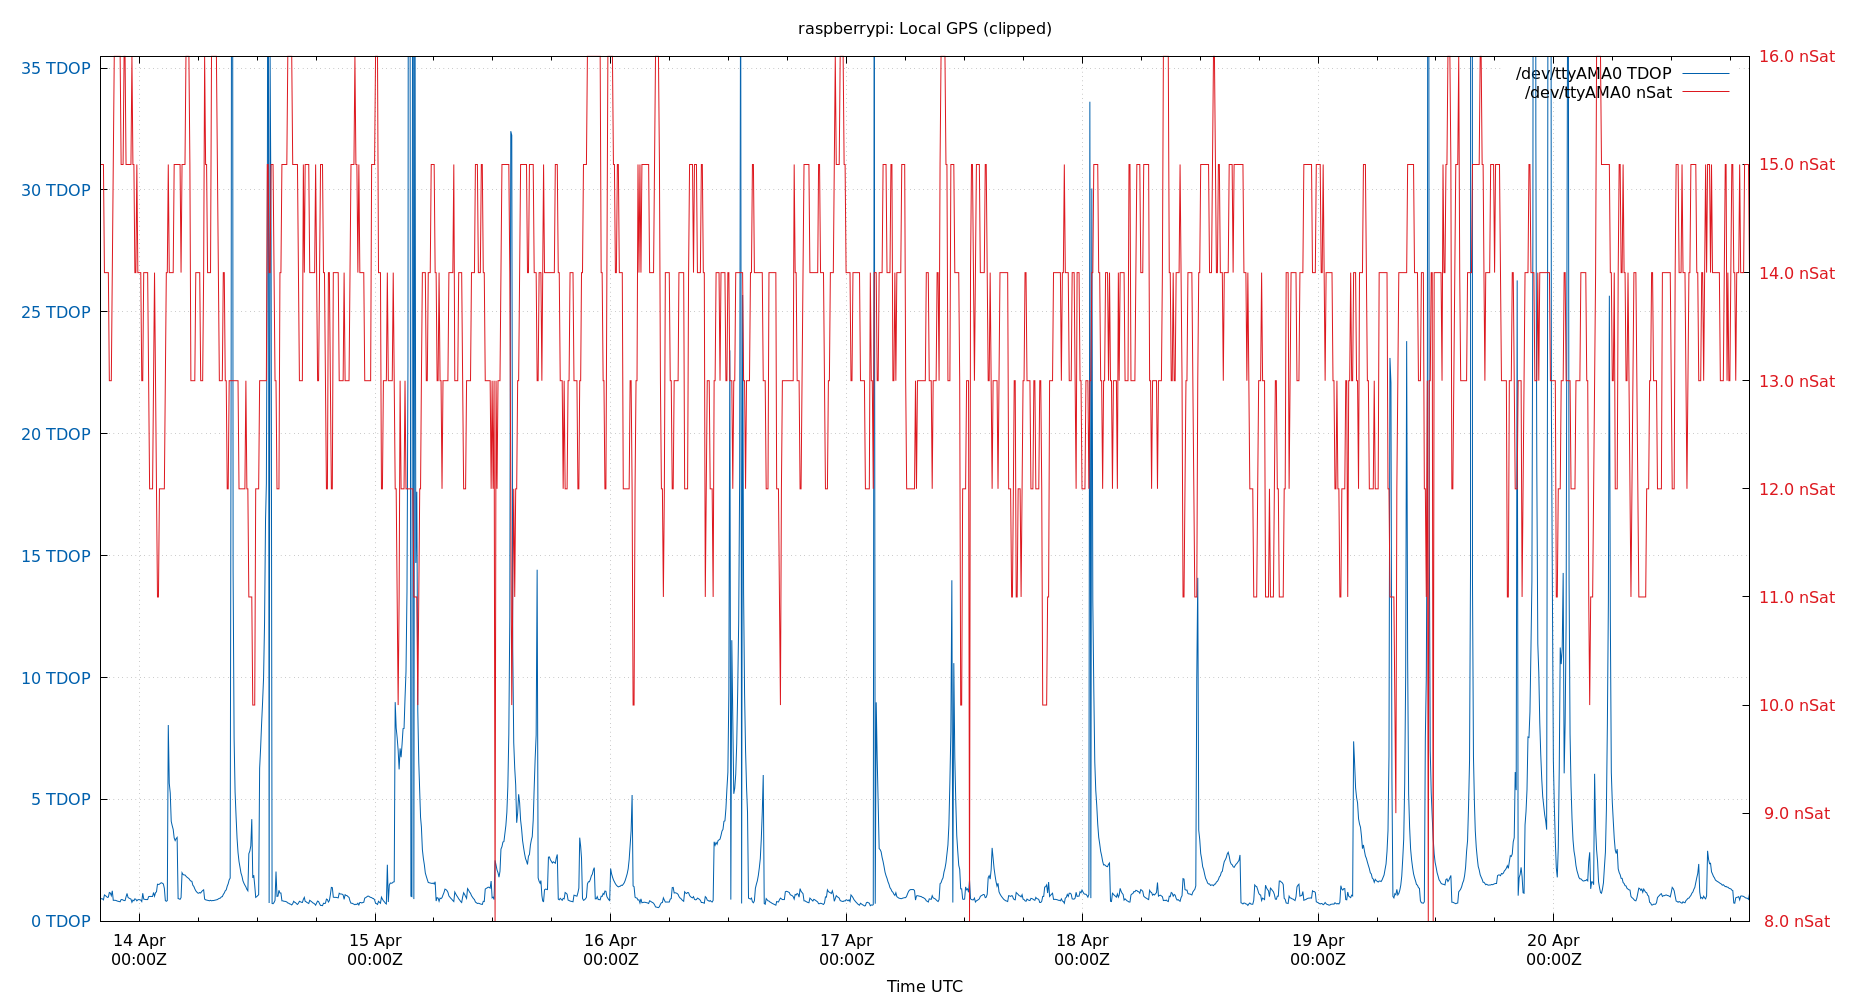 raspberrypi: Local GPS (clipped)
35 TDOP
30 TDOP
25 TDOP
20 TDOP
15 TDOP
10 TDOP
5 TDOP
0 TDOP
16.0 nSat
15.0 nSat
14.0 nSat
13.0 nSat
12.0 nSat
11.0 nSat
10.0 nSat
9.0 nSat
8.0 nSat
/dev/ttyAMA0 TDOP
/dev/ttyAMA0 nSat
14 Apr
00:00Z
15 Apr
00:00Z
16 Apr
00:00Z
17 Apr
00:00Z
18 Apr
00:00Z
19 Apr
00:00Z
20 Apr
00:00Z
Time UTC